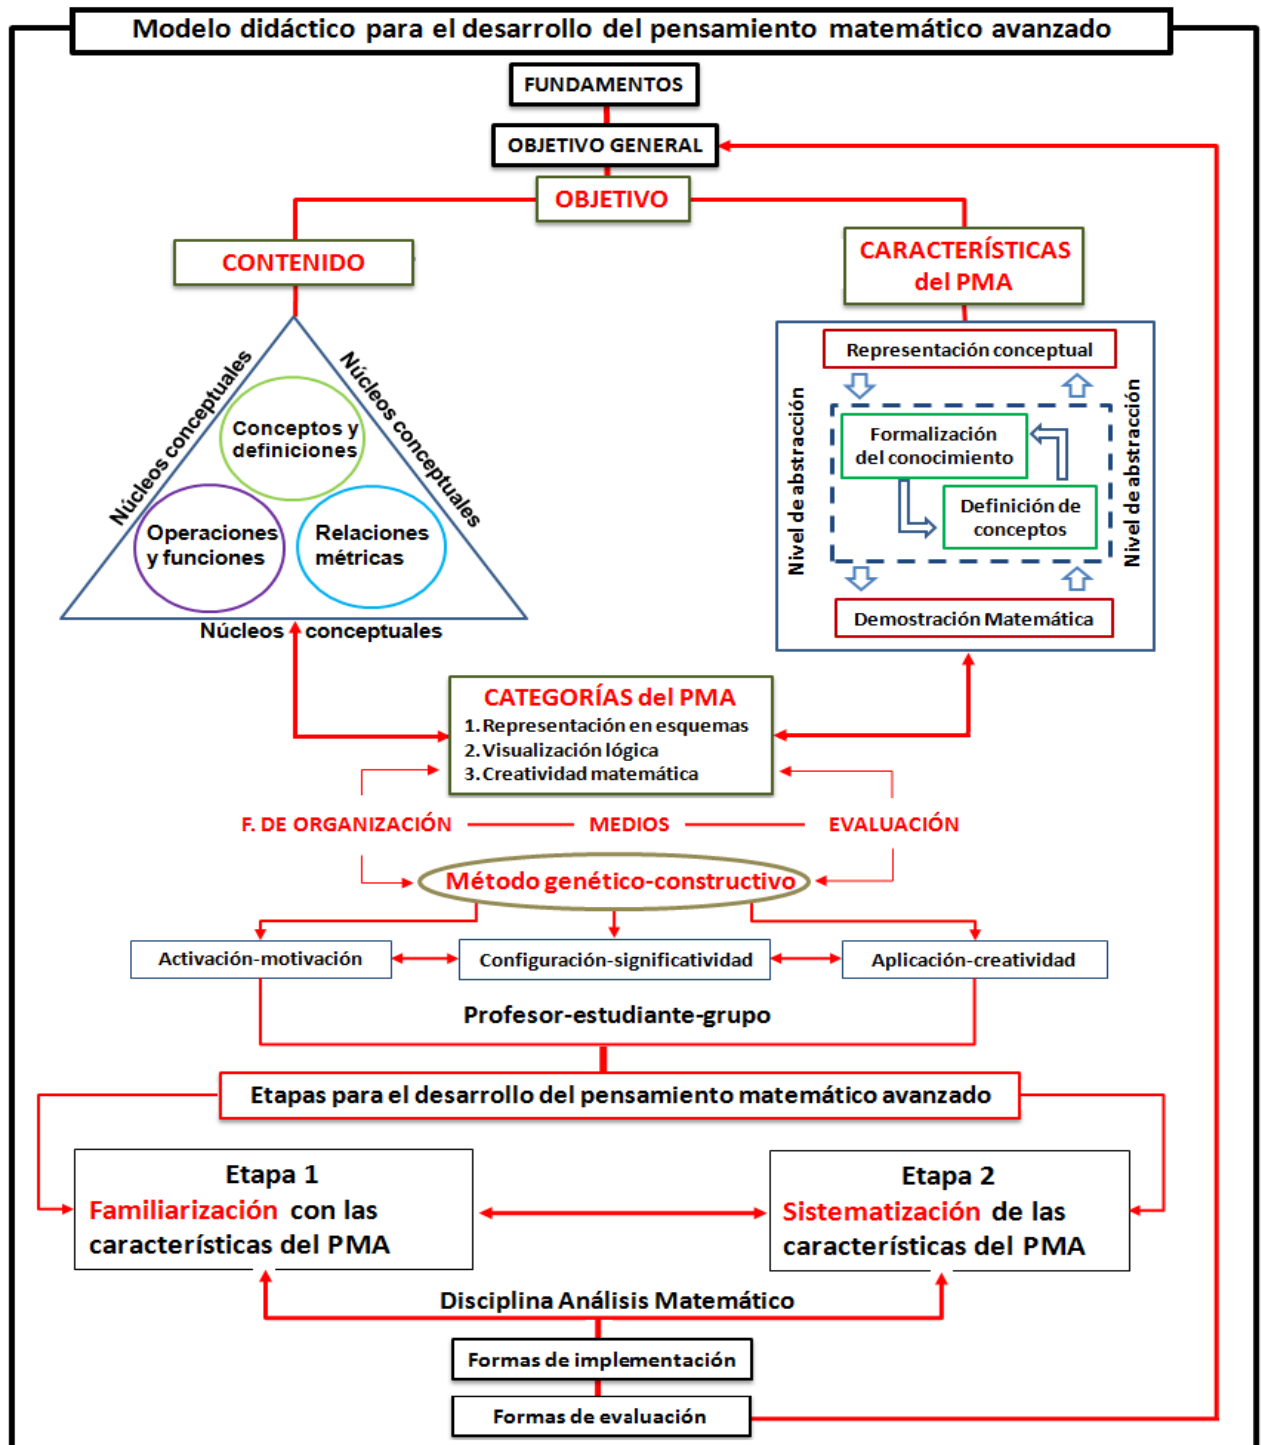 Modelo didáctico para el desarrollo del pensamiento matemático avanzado
FUNDAMENTOS
OBJETIVO GENERAL
OBJETIVO
CONTENIDO
CARACTERÍSTICAS
del PMA
Núcleos conceptuales
Núcleos conceptuales
Conceptos y
definiciones
Operaciones
y funciones
Relaciones
métricas
Núcleos conceptuales
Representación conceptual
Nivel de abstracción
Formalización
del conocimiento
Definición de
conceptos
Nivel de abstracción
Demostración Matemática
CATEGORÍAS del PMA
1. Representación en esquemas
2. Visualización lógica
3. Creatividad matemática
F. DE ORGANIZACIÓN
MEDIOS
EVALUACIÓN
Método genético-constructivo
Activación-motivación
Configuración-significatividad
Aplicación-creatividad
Profesor-estudiante-grupo
Etapas para el desarrollo del pensamiento matemático avanzado
Etapa 1
Familiarización con las
características del PMA
Etapa 2
Sistematización de las
características del PMA
Disciplina Análisis Matemático
Formas de implementación
Formas de evaluación